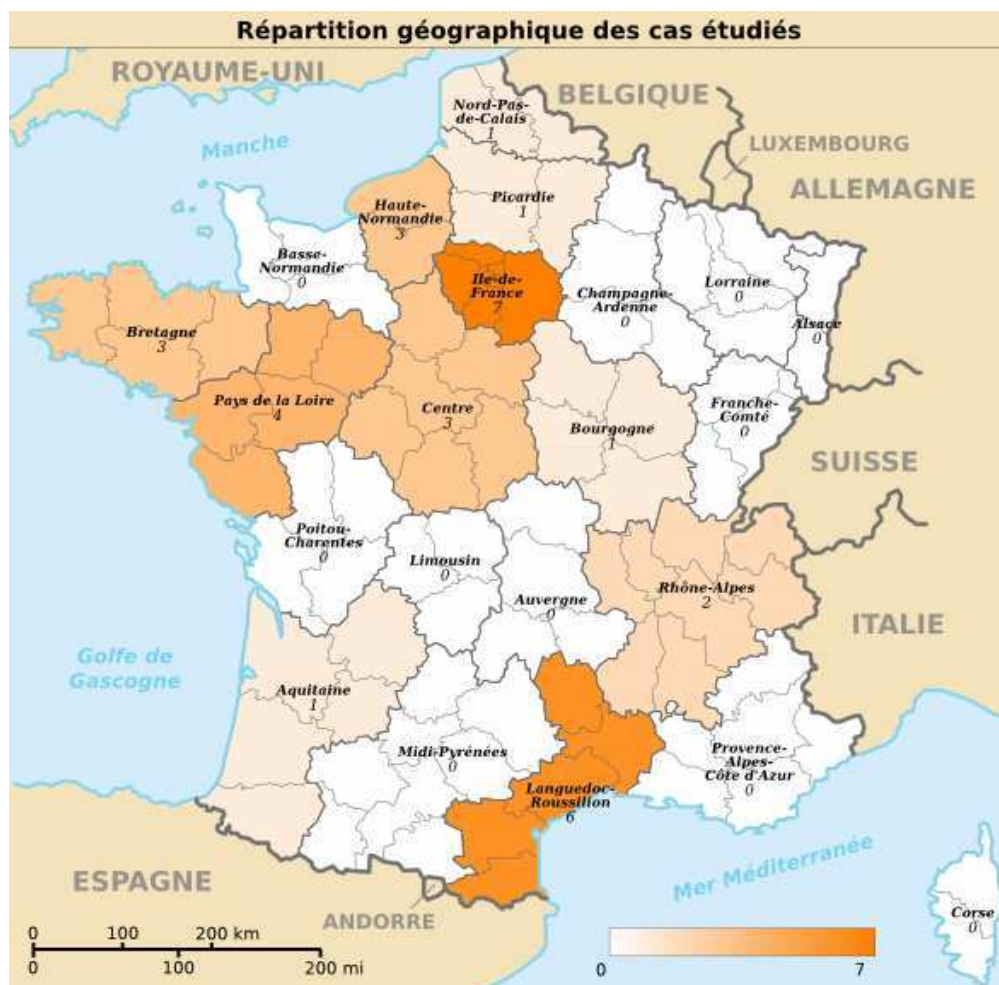 Répartition géographique des cas étudiés
ROYAUME-UNI
BELGIQUE
LUXEMBOURG
ALLEMAGNE
Manche
Nord-Pas-
de-Calais
1
Picardie
1
Haute-
Normandie
3
Basse-
Normandie
0
Ile-de-
France
7
Champagne-
Ardenne
0
Lorraine
0
Alsace
0
Bretagne
3
Pays de la Loire
4
Centre
3
Bourgogne
1
Franche-
Comté
0
SUISSE
Poitou-
Charentes
0
Limousin
0
Auvergne
0
Rhône-Alpes
2
ITALIE
Golfe de
Gascogne
Aquitaine
1
Midi-Pyrénées
0
Languedoc-
Roussillon
6
Provence-
Alpes-
Côte d'Azur
0
ESPAGNE
ANDORRE
Mer Méditerranée
Corse
0
0 100 200 km
0 100 200 mi
0 7